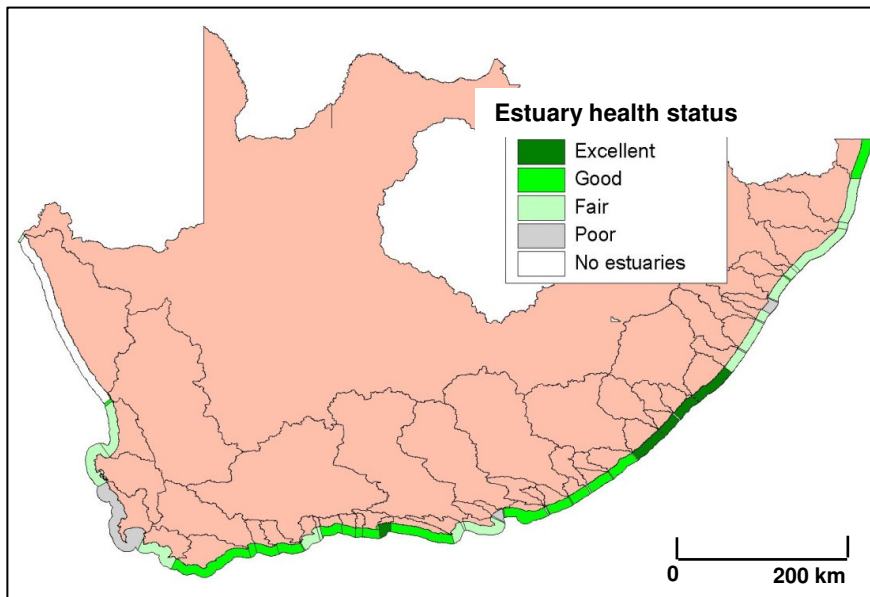 Estuary health status
Excellent
Good
Fair
Poor
No estuaries
0 200 km